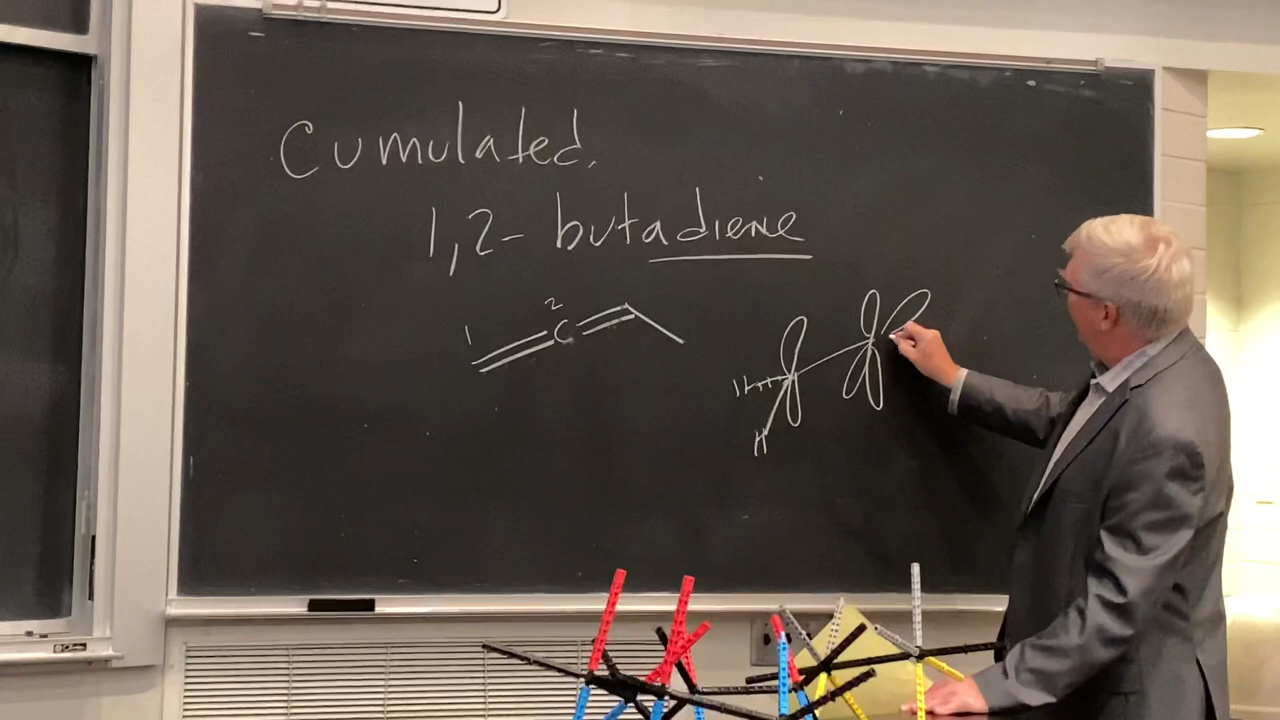 Cumulated.
1,2-butadiene
1 2
C
H
H